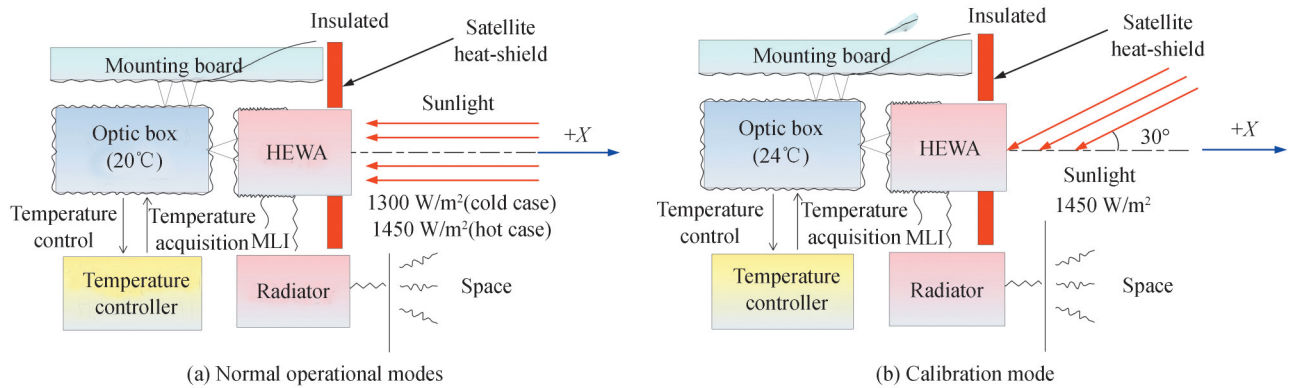 Insulated
Satellite
heat-shield
Mounting board
Sunlight
Optic box
(20℃)
HEWA
+X
1300 W/m²(cold case)
1450 W/m²(hot case)
Temperature
control
Temperature
acquisition
MLI
Temperature
controller
Radiator
Space
(a) Normal operational modes
Insulated
Satellite
heat-shield
Mounting board
Optic box
(24℃)
HEWA
30°
+X
Sunlight
1450 W/m²
Temperature
control
Temperature
acquisition
MLI
Temperature
controller
Radiator
Space
(b) Calibration mode